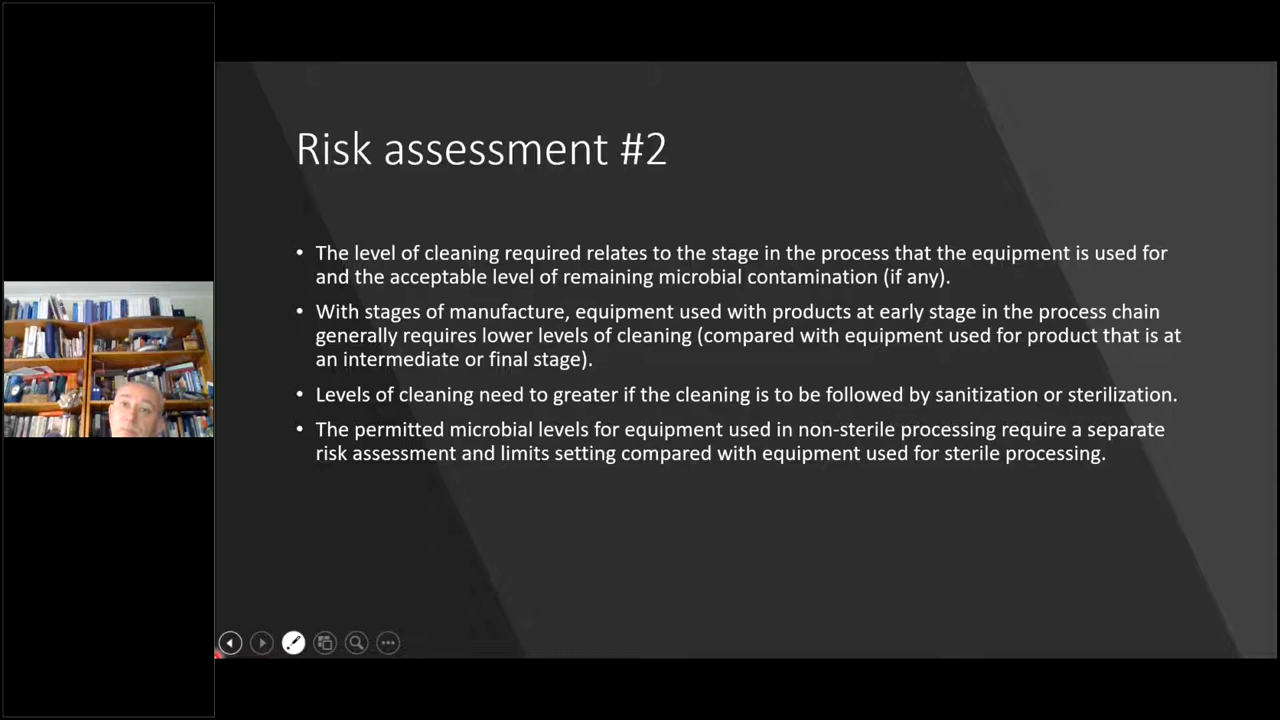 Risk assessment #2
• The level of cleaning required relates to the stage in the process that the equipment is used for
and the acceptable level of remaining microbial contamination (if any).
• With stages of manufacture, equipment used with products at early stage in the process chain
generally requires lower levels of cleaning (compared with equipment used for product that is at
an intermediate or final stage).
• Levels of cleaning need to greater if the cleaning is to be followed by sanitization or sterilization.
• The permitted microbial levels for equipment used in non-sterile processing require a separate
risk assessment and limits setting compared with equipment used for sterile processing.